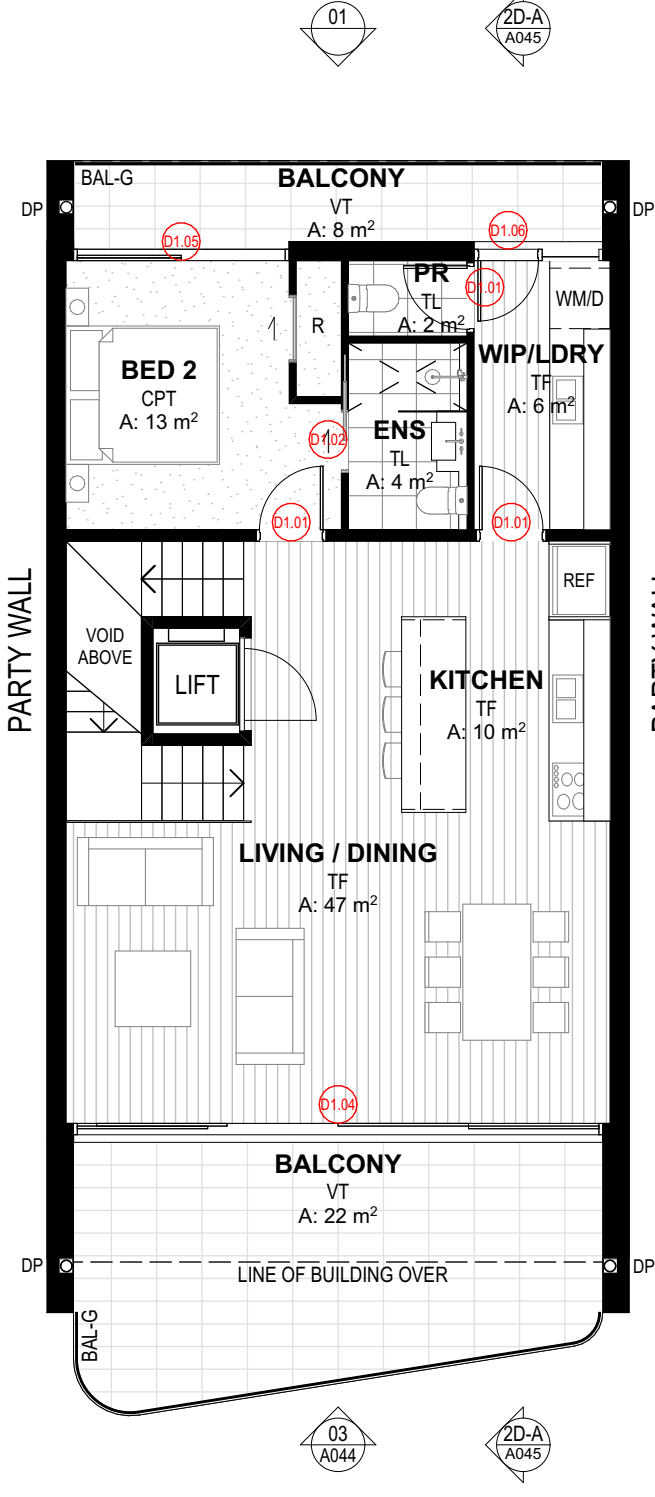 01
2D-A
A045
BAL-G
BALCONY
VT
A: 8 m²
DP
DP
D1.05
D1.06
PR
TL
A: 2 m²
D1.01
WM/D
R
WIP/LDRY
TF
A: 6 m²
BED 2
CPT
A: 13 m²
D1.02
ENS
TL
A: 4 m²
D1.01
D1.01
REF
VOID
ABOVE
LIFT
PARTY WALL
PARTY WALL
KITCHEN
TF
A: 10 m²
LIVING / DINING
TF
A: 47 m²
D1.04
BALCONY
VT
A: 22 m²
DP
DP
LINE OF BUILDING OVER
BAL-G
03
A044
2D-A
A045